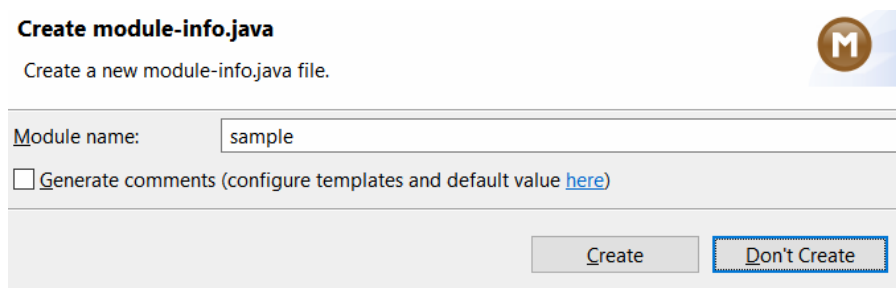 Create module-info.java
M
Create a new module-info.java file.
Module name: sample
Generate comments (configure templates and default value here)
Create Don't Create